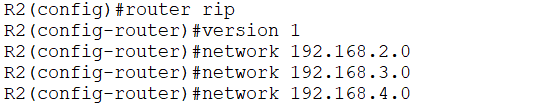 R2(config)#router rip
R2(config-router)#version 1
R2(config-router)#network 192.168.2.0
R2(config-router)#network 192.168.3.0
R2(config-router)#network 192.168.4.0